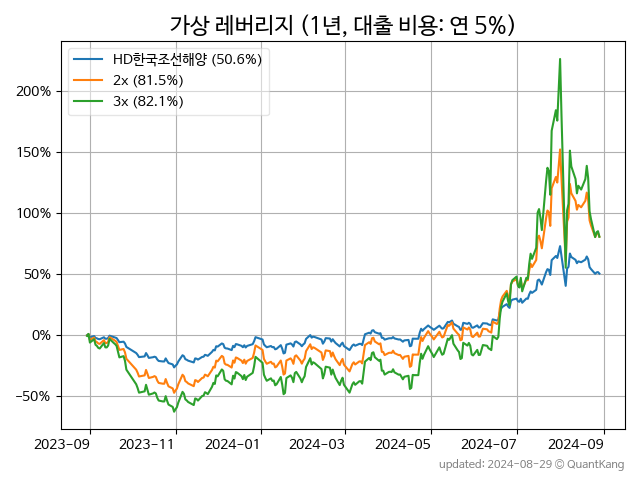 가상 레버리지 (1년, 대출 비용: 연 5%)
HD한국조선해양 (50.6%)
2x (81.5%)
3x (82.1%)
200%
150%
100%
50%
0%
−50%
2023-09 2023-11 2024-01 2024-03 2024-05 2024-07 2024-09
updated: 2024-08-29 © QuantKang